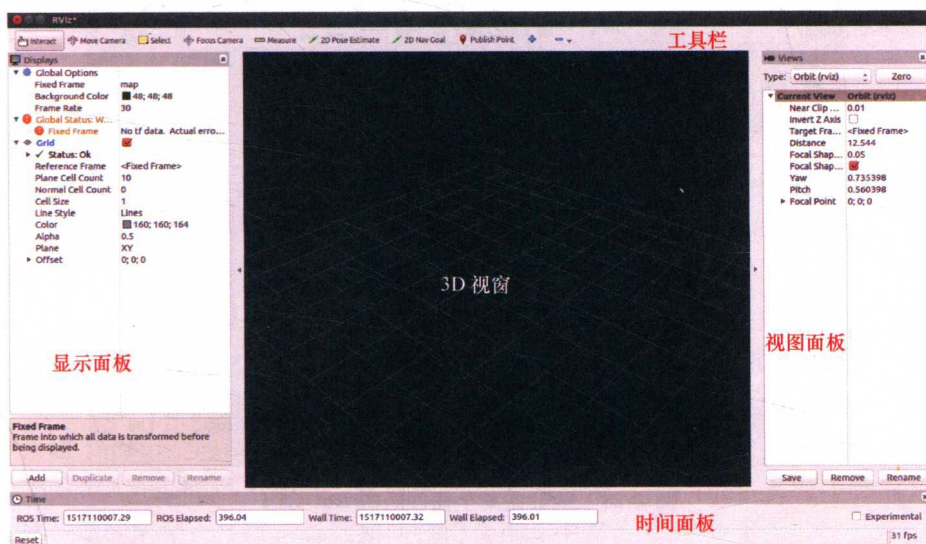 RViz*
Interact Move Camera Select Focus Camera Measure 2D Pose Estimate 2D Nav Goal Publish Point
工具栏
Displays
Global Options
Fixed Frame map
Background Color 48; 48; 48
Frame Rate 30
Global Status: W...
Fixed Frame No tf data. Actual erro...
Grid
Status: Ok
Reference Frame <Fixed Frame>
Plane Cell Count 10
Normal Cell Count 0
Cell Size 1
Line Style Lines
Color 160; 160; 164
Alpha 0.5
Plane XY
Offset 0; 0; 0
显示面板
Fixed Frame
Frame into which all data is transformed before
being displayed.
Add Duplicate Remove Rename
3D 视窗
Views
Type: Orbit (rviz) Zero
Current View Orbit (rviz)
Near Clip ... 0.01
Invert Z Axis
Target Fra... <Fixed Frame>
Distance 12.544
Focal Shap... 0.05
Focal Shap...
Yaw 0.735398
Pitch 0.560398
Focal Point 0; 0; 0
视图面板
Save Remove Rename
Time
ROS Time: 1517110007.29 ROS Elapsed: 396.04 Wall Time: 1517110007.32 Wall Elapsed: 396.01
时间面板
Experimental
Reset
31 fps